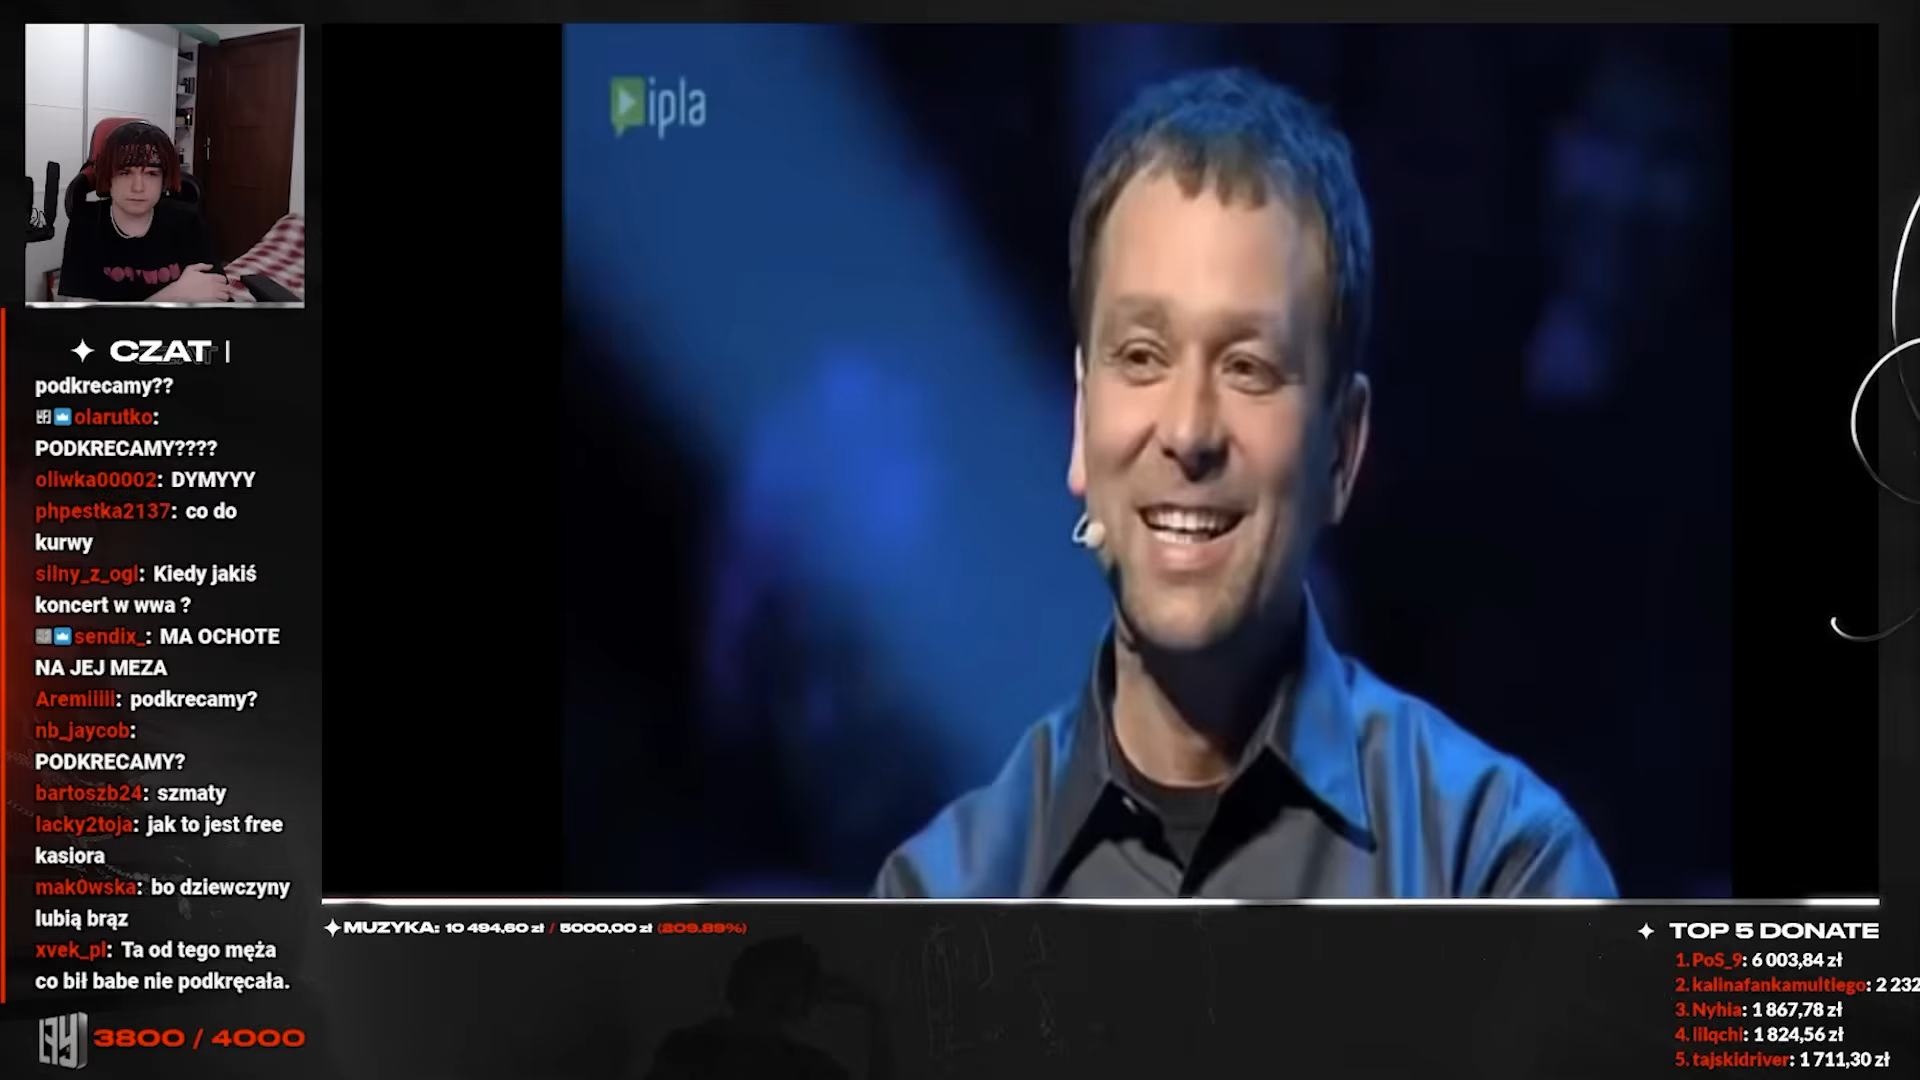 ipla
CZAT |
podkrecamy??
olarutko:
PODKRECAMY????
oliwka00002: DYMYYY
phpestka2137: co do
kurwy
silny_z_ogl: Kiedy jakiś
koncert w wwa ?
sendix_: MA OCHOTE
NA JEJ MEZA
Aremiiiii: podkrecamy?
nb_jaycob:
PODKRECAMY?
bartoszb24: szmaty
lacky2toja: jak to jest free
kasiora
mak0wska: bo dziewczyny
lubią brąz
xvek_pl: Ta od tego męża
co bił babe nie podkręcała.
3800 / 4000
MUZYKA: 10 494,60 zł / 5000,00 zł (209.89%)
TOP 5 DONATE
1. PoS_9: 6 003,84 zł
2. kalinafankamultiego: 2 232
3. Nyhia: 1 867,78 zł
4. lilqchi: 1 824,56 zł
5. tajskidriver: 1 711,30 zł